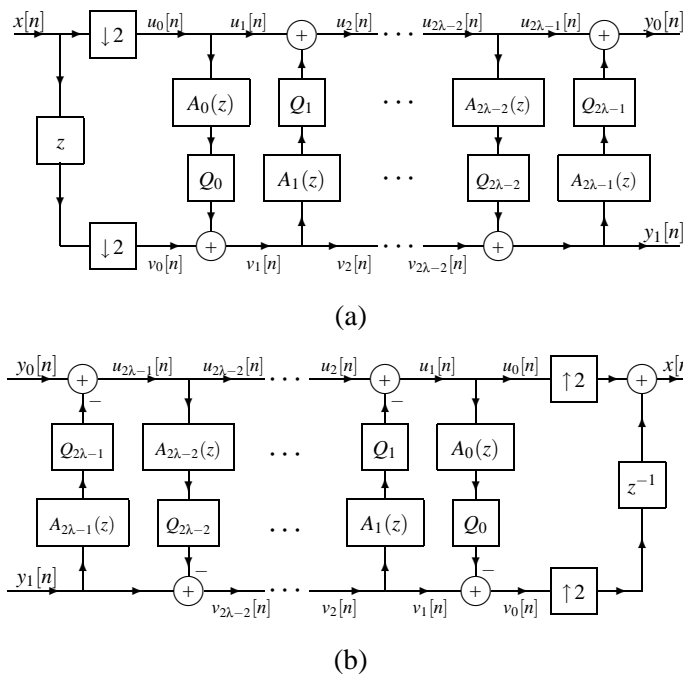 x[n] ↓2 u₀[n] u₁[n] + u₂[n] ··· u₂λ₋₂[n] u₂λ₋₁[n] + y₀[n]
A₀(z) Q₁ ··· A₂λ₋₂(z) Q₂λ₋₁
z
Q₀ A₁(z) ··· Q₂λ₋₂ A₂λ₋₁(z)
↓2 v₀[n] + v₁[n] v₂[n] ··· v₂λ₋₂[n] + y₁[n]
(a)
y₀[n] + u₂λ₋₁[n] u₂λ₋₂[n] ··· u₂[n] + u₁[n] u₀[n] ↑2 + x[n
− −
Q₂λ₋₁ A₂λ₋₂(z) ··· Q₁ A₀(z)
z⁻¹
A₂λ₋₁(z) Q₂λ₋₂ ··· A₁(z) Q₀
− −
y₁[n] + v₂λ₋₂[n] ··· v₂[n] v₁[n] + v₀[n] ↑2
(b)